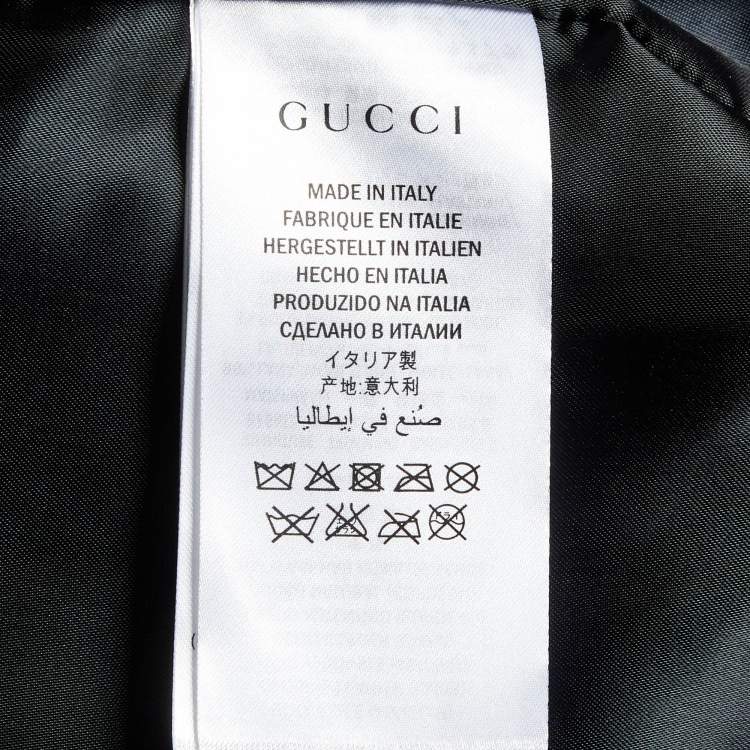 GUCCI
MADE IN ITALY
FABRIQUE EN ITALIE
HERGESTELLT IN ITALIEN
HECHO EN ITALIA
PRODUZIDO NA ITALIA
СДЕЛАНО В ИТАЛИИ
イタリア製
产地:意大利
صُنع في إيطاليا